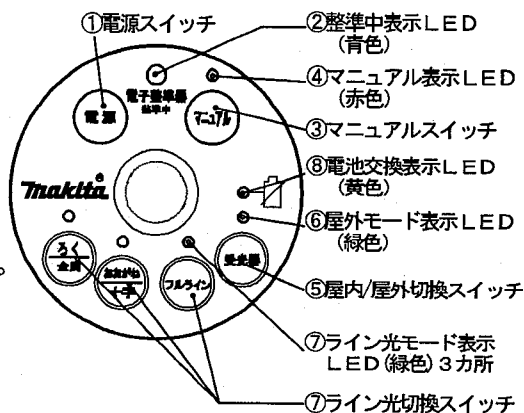 ①電源スイッチ
②整準中表示LED
(青色)
④マニュアル表示LED
(赤色)
③マニュアルスイッチ
⑧電池交換表示LED
(黄色)
⑥屋外モード表示LED
(緑色)
⑤屋内/屋外切換スイッチ
⑦ライン光モード表示
LED(緑色)3カ所
⑦ライン光切換スイッチ
電子整準器
整準中
電源
マニュアル
makita
ろく
全周
おおがね
十字
フルライン
受光器